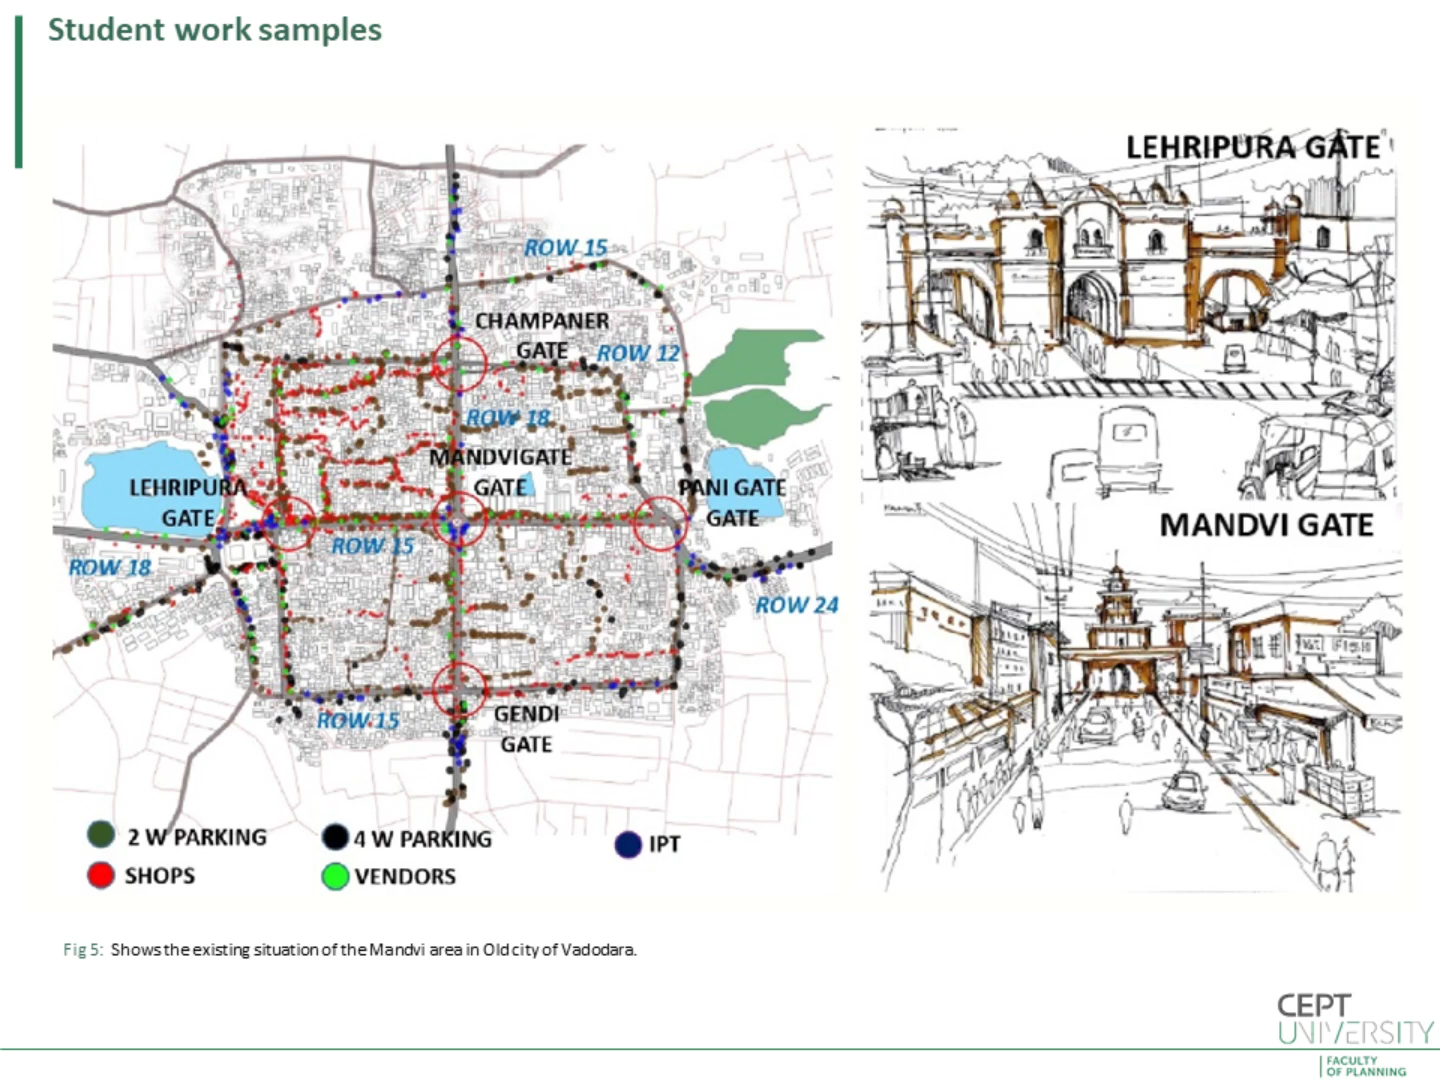 Student work samples
ROW 15
CHAMPANER
GATE
ROW 12
ROW 18
MANDVIGATE
GATE
LEHRIPURA
GATE
PANI GATE
GATE
ROW 15
ROW 18
ROW 24
ROW 15
GENDI
GATE
2 W PARKING
4 W PARKING
IPT
SHOPS
VENDORS
LEHRIPURA GATE
MANDVI GATE
Fig 5: Shows the existing situation of the Mandvi area in Old city of Vadodara.
CEPT
UNIVERSITY
FACULTY
OF PLANNING